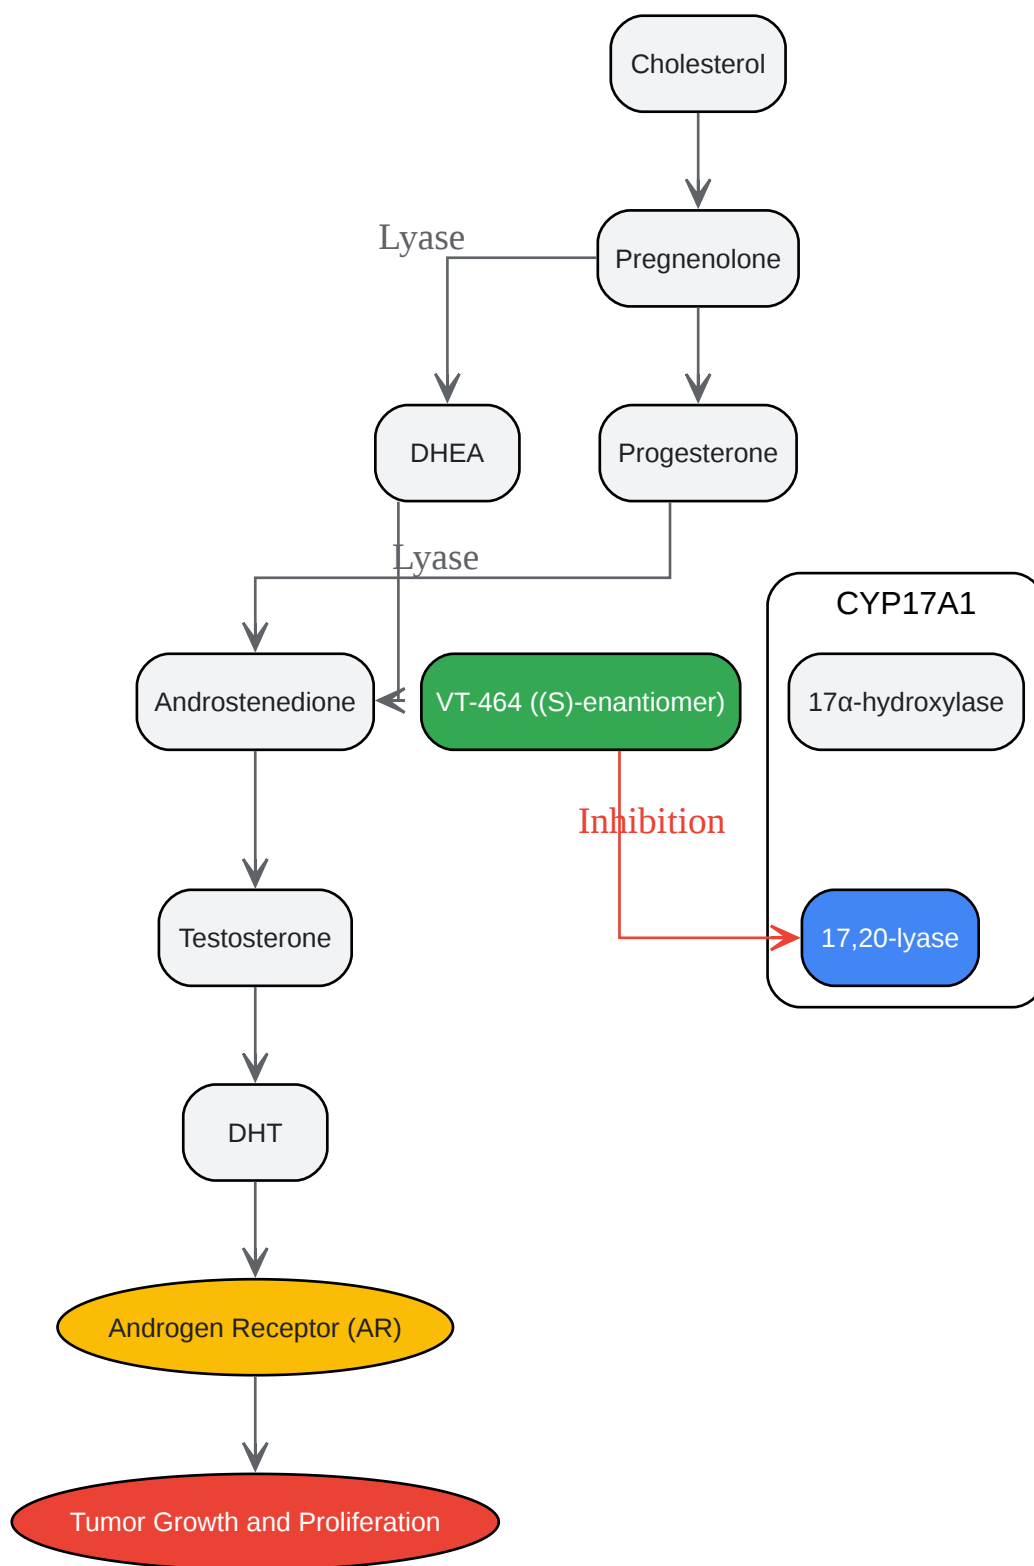 Cholesterol
Lyase
Pregnenolone
DHEA
Progesterone
Lyase
CYP17A1
Androstenedione
VT-464 ((S)-enantiomer)
17α-hydroxylase
Inhibition
Testosterone
17,20-lyase
DHT
Androgen Receptor (AR)
Tumor Growth and Proliferation